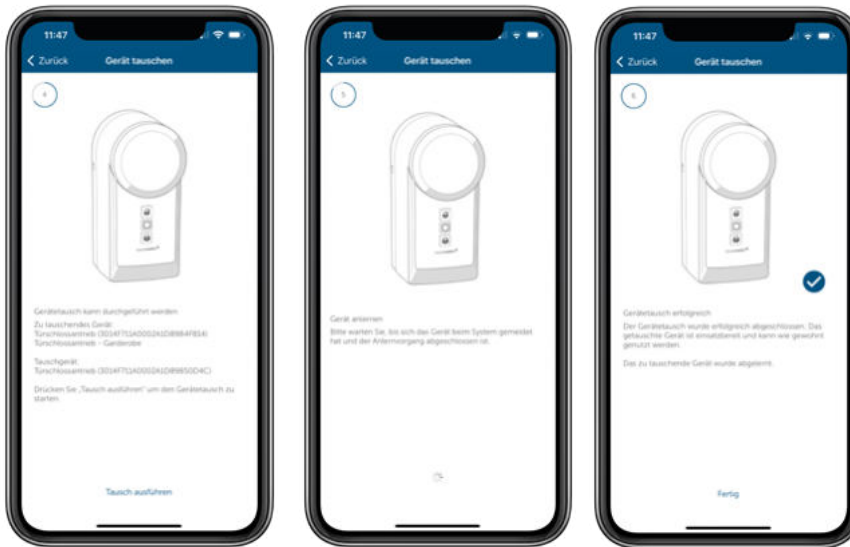 11:47
Zurück Gerät tauschen
4
Gerätetausch kann durchgeführt werden
Zu tauschendes Gerät:
Türschlossantrieb
Türschlossantrieb - Garderobe
Tauschgerät:
Türschlossantrieb
Drücken Sie „Tausch ausführen" um den Gerätetausch zu
starten.
Tausch ausführen
11:47
Zurück Gerät tauschen
5
Gerät anlernen
Bitte warten Sie, bis sich das Gerät beim System gemeldet
hat und der Anlernvorgang abgeschlossen ist.
11:47
Zurück Gerät tauschen
6
Gerätetausch erfolgreich
Der Gerätetausch wurde erfolgreich abgeschlossen. Das
getauschte Gerät ist einsatzbereit und kann wie gewohnt
genutzt werden.
Das zu tauschende Gerät wurde abgelernt.
Fertig